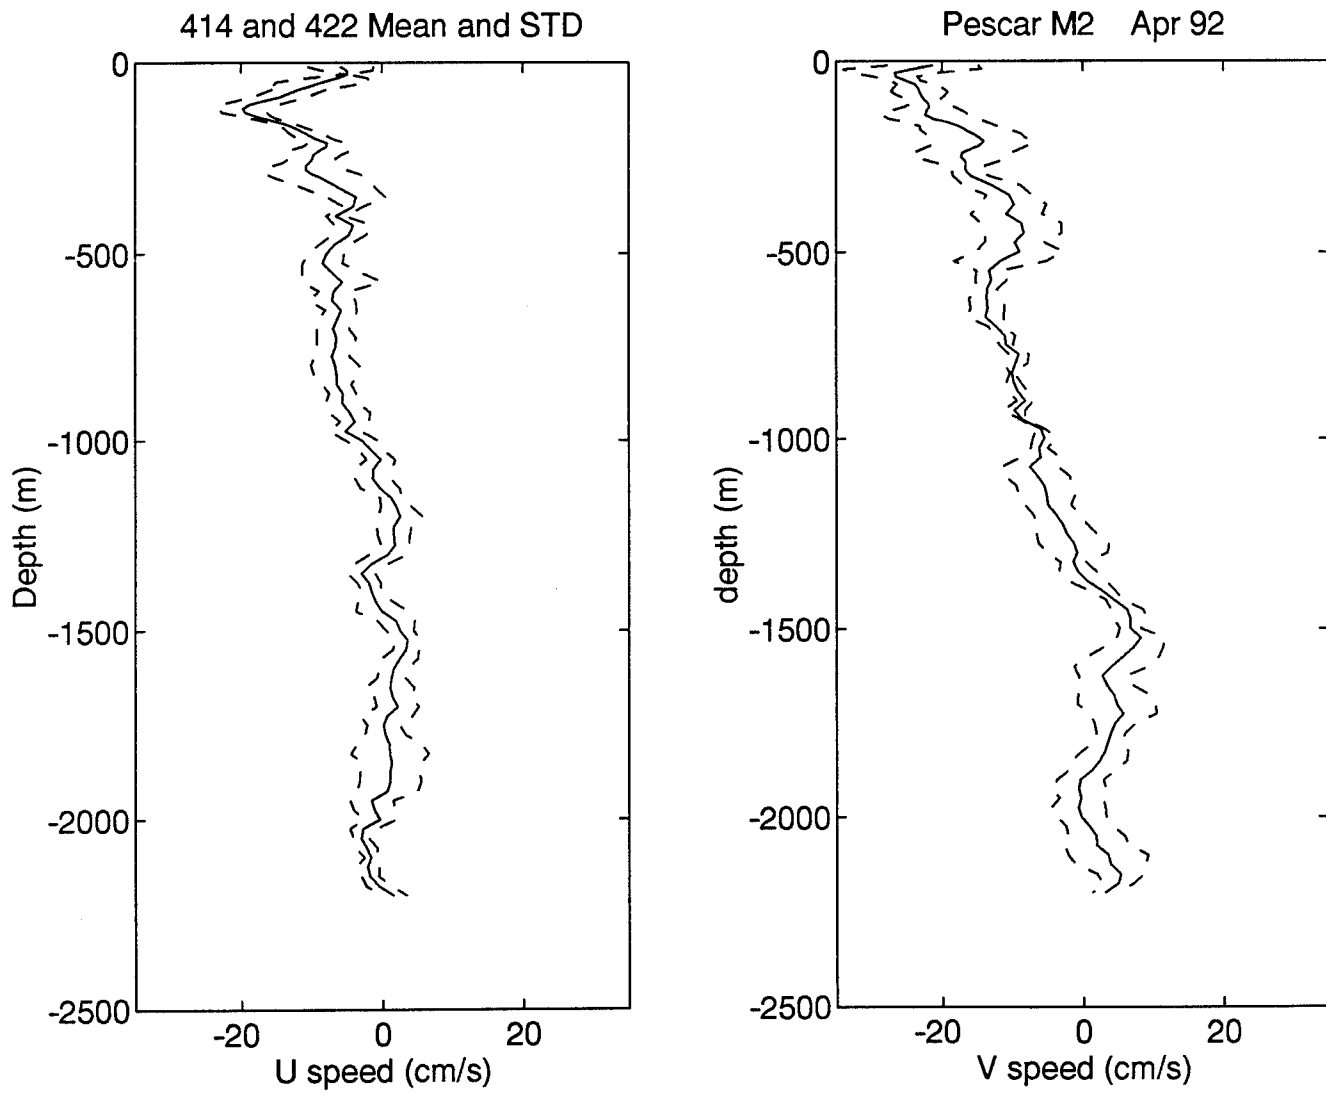 414 and 422 Mean and STD
0
-500
-1000
-1500
-2000
-2500
Depth (m)
-20 0 20
U speed (cm/s)
Pescar M2 Apr 92
0
-500
-1000
-1500
-2000
-2500
depth (m)
-20 0 20
V speed (cm/s)